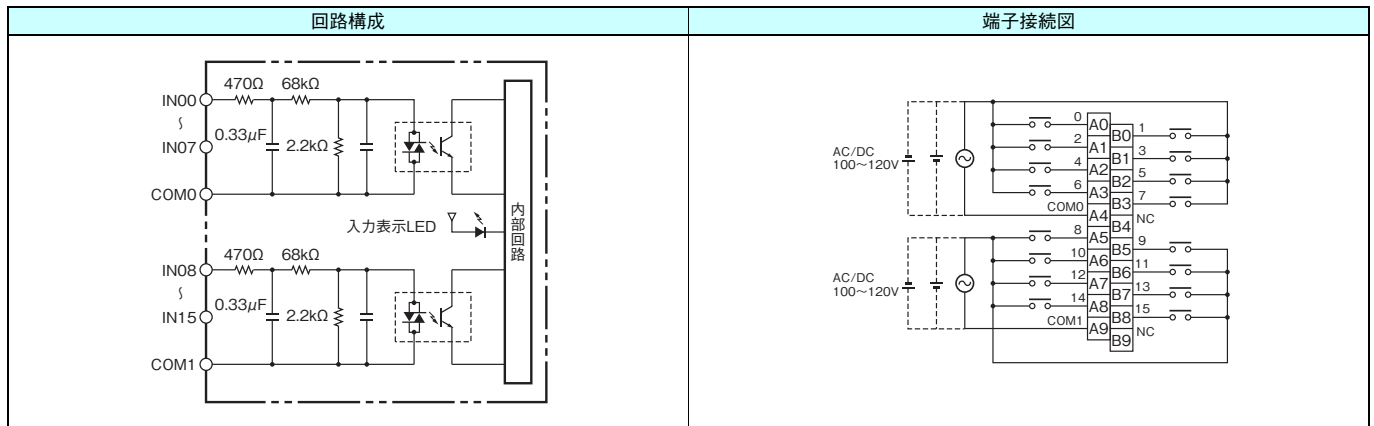 回路構成
端子接続図
470Ω 68kΩ
IN00
∫
IN07
0.33μF
2.2kΩ
COM0
入力表示LED
内部回路
470Ω 68kΩ
IN08
∫
IN15
0.33μF
2.2kΩ
COM1
AC/DC
100～120V
0 A0
B0 1
2 A1
B1 3
4 A2
B2 5
6 A3
B3 7
COM0 A4
B4 NC
AC/DC
100～120V
8 A5
B5 9
10 A6
B6 11
12 A7
B7 13
14 A8
B8 15
COM1 A9
B9 NC